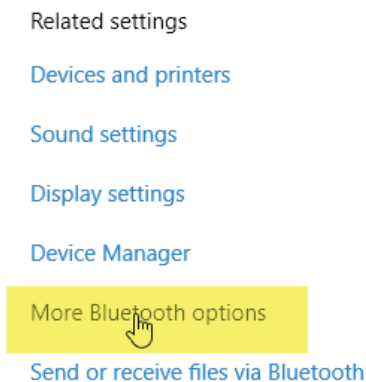 Related settings
Devices and printers
Sound settings
Display settings
Device Manager
More Bluetooth options
Send or receive files via Bluetooth